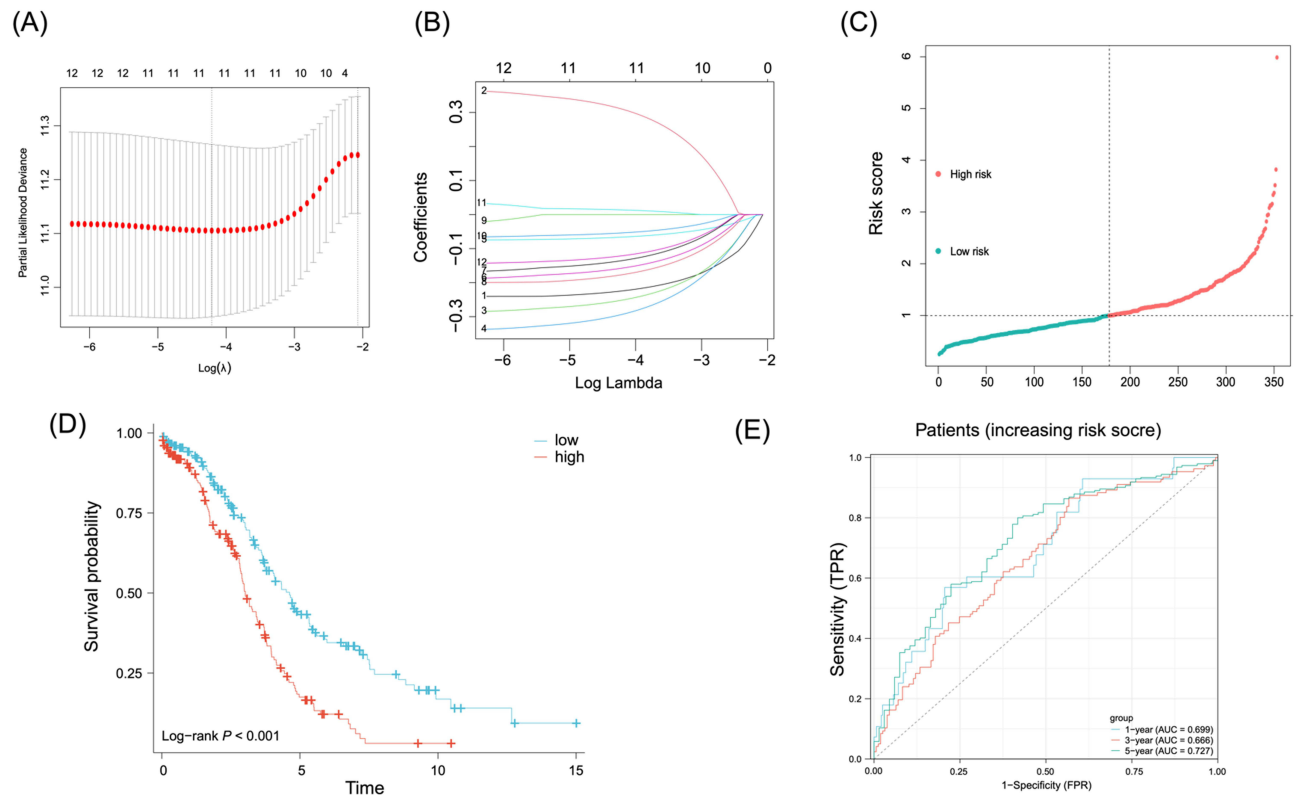 (A)
12 12 12 11 11 11 11 11 11 10 10 4
Partial Likelihood Deviance
11.3
11.2
11.1
11.0
−6 −5 −4 −3 −2
Log(λ)
(B)
12 11 11 10 0
Coefficients
0.3
0.1
−0.1
−0.3
2
11
9
10
5
12
7
6
8
1
3
4
−6 −5 −4 −3 −2
Log Lambda
(C)
Risk score
6
5
4
3
2
1
High risk
Low risk
0 50 100 150 200 250 300 350
Patients (increasing risk socre)
(D)
Survival probability
1.00
0.75
0.50
0.25
low
high
Log−rank P < 0.001
0 5 10 15
Time
(E)
Sensitivity (TPR)
1.0
0.8
0.6
0.4
0.2
0.0
group
1−year (AUC = 0.699)
3−year (AUC = 0.666)
5−year (AUC = 0.727)
0.00 0.25 0.50 0.75 1.00
1−Specificity (FPR)